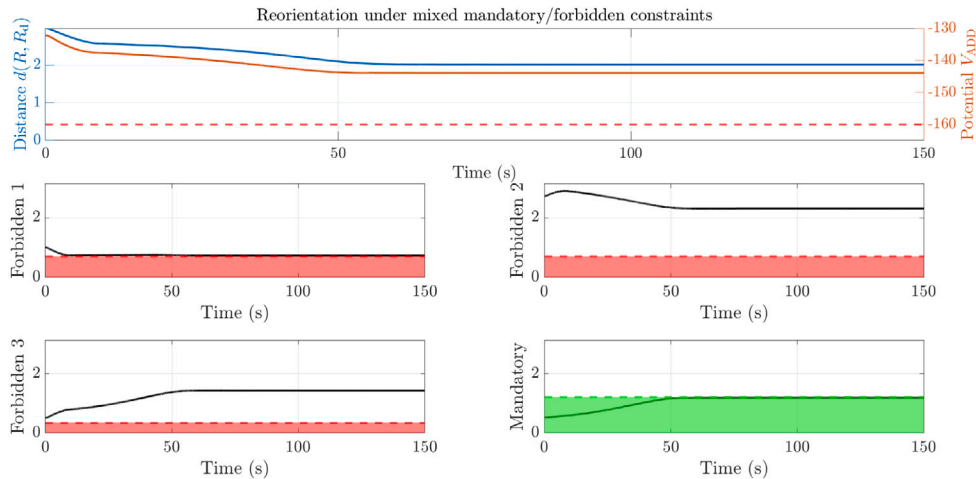 Reorientation under mixed mandatory/forbidden constraints
Distance d(R, R_d)
2
1
0
-130
-140
-150
-160
Potential V_ADD
0 50 100 150
Time (s)
Forbidden 1
2
0
0 50 100 150
Time (s)
Forbidden 2
2
0
0 50 100 150
Time (s)
Forbidden 3
2
0
0 50 100 150
Time (s)
Mandatory
2
0
0 50 100 150
Time (s)